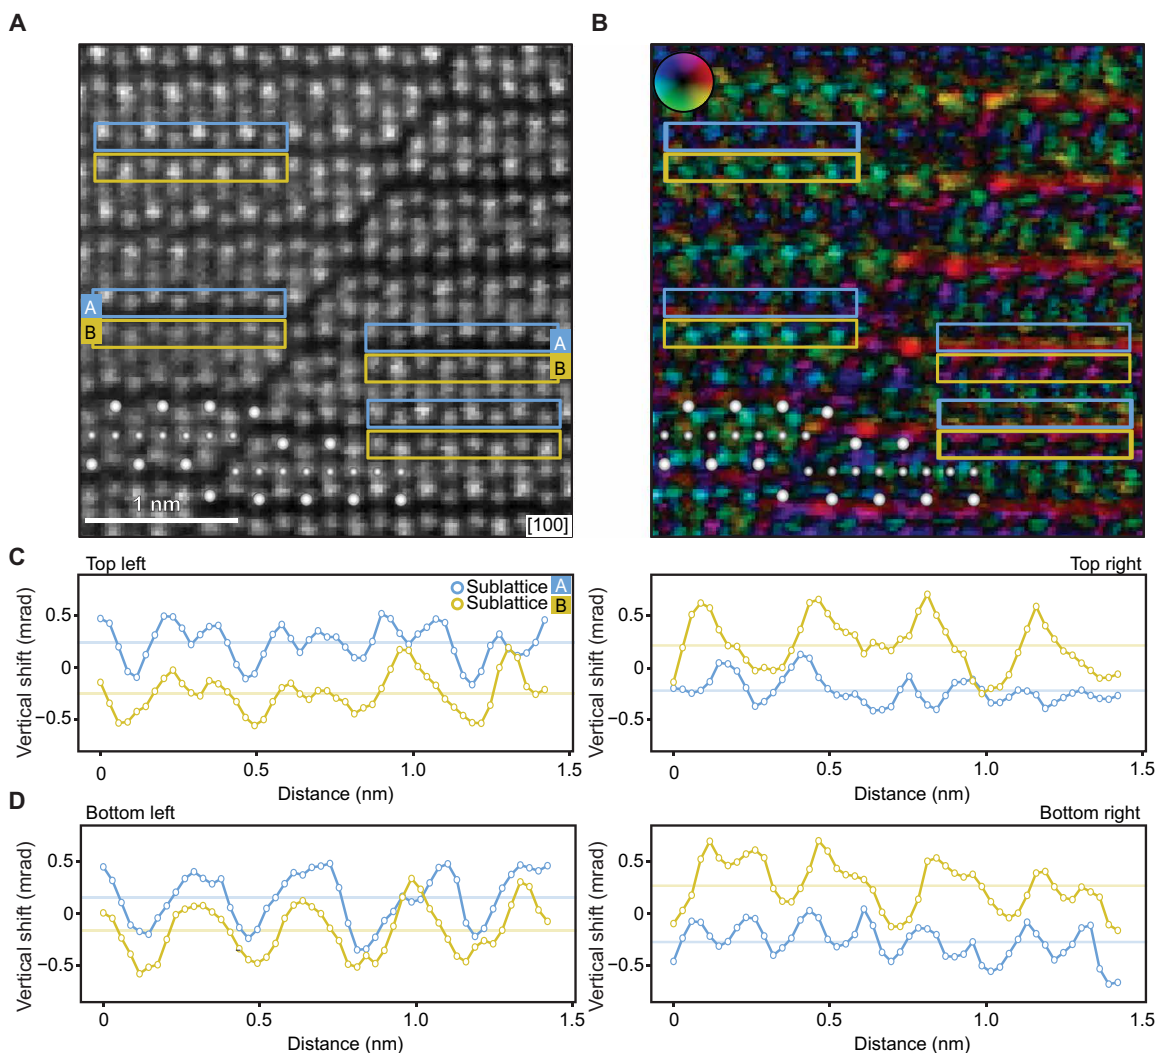 A
B
A
B
A
B
1 nm
[100]
C
Top left
Top right
Sublattice A
Sublattice B
Vertical shift (mrad)
0.5
0
−0.5
0
0.5
1.0
1.5
Distance (nm)
Vertical shift (mrad)
0.5
0
−0.5
0
0.5
1.0
1.5
Distance (nm)
D
Bottom left
Bottom right
Vertical shift (mrad)
0.5
0
−0.5
0
0.5
1.0
1.5
Distance (nm)
Vertical shift (mrad)
0.5
0
−0.5
0
0.5
1.0
1.5
Distance (nm)